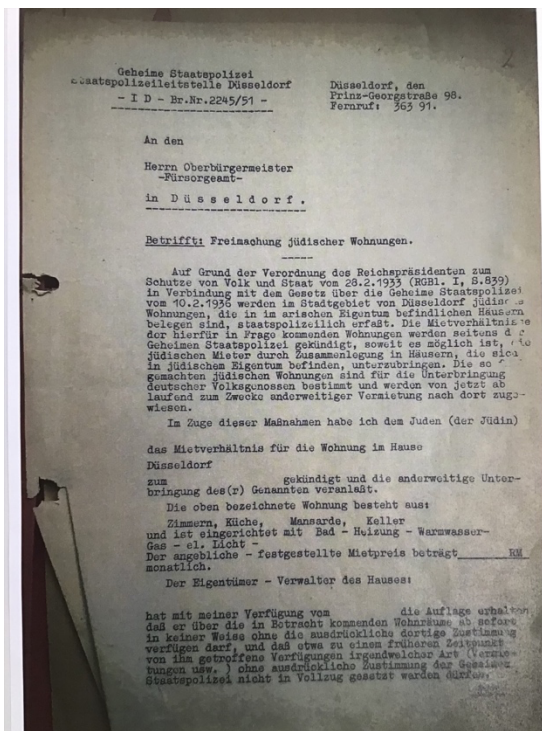 2
Geheime Staatspolizei
Staatspolizeileitstelle Düsseldorf
- I D - Br.Nr.2245/51 -
Düsseldorf, den
Prinz-Georgstraße 98.
Fernruf: 363 91.
An den
Herrn Oberbürgermeister
-Fürsorgeamt-
in Düsseldorf.
Betrifft: Freimachung jüdischer Wohnungen.
Auf Grund der Verordnung des Reichspräsidenten zum
Schutze von Volk und Staat vom 28.2.1933 (RGBl. I, S.839)
in Verbindung mit dem Gesetz über die Geheime Staatspolizei
vom 10.2.1936 werden im Stadtgebiet von Düsseldorf
Wohnungen, die in arischen Eigentum befindlichen Häusern
belegen sind, staatspolizeilich erfaßt. Die Mietverhältnisse
der hierfür in Frage kommenden Wohnungen werden seitens
Geheimen Staatspolizei gekündigt, soweit es möglich ist,
jüdischen Mieter durch Zusammenlegung in Häusern, die sich
in jüdischem Eigentum befinden, unterzubringen. Die so
gemachten jüdischen Wohnungen sind für die Unterbringung
deutscher Volksgenossen bestimmt und werden von jetzt ab
laufend zum Zwecke anderweitiger Vermietung nach dort zuge-
wiesen.
Im Zuge dieser Maßnahmen habe ich dem Juden (der Jüdin)
das Mietverhältnis für die Wohnung im Hause
Düsseldorf
zum gekündigt und die anderweitige Unter-
bringung des(r) Genannten veranlaßt.
Die oben bezeichnete Wohnung besteht aus:
Zimmern, Küche, Mansarde, Keller
und ist eingerichtet mit Bad - Heizung - Warmwasser-
Gas - el. Licht -
Der angebliche - festgestellte Mietpreis beträgt RM
monatlich.
Der Eigentümer - Verwalter des Hauses:
hat mit meiner Verfügung vom die Auflage erhalten
daß er über die in Betracht kommenden Wohnräume ab sofort
in keiner Weise ohne die ausdrückliche dortige Zustimmung
verfügen darf, und daß etwa zu einem früheren Zeitpunkt
von ihm getroffene Verfügungen irgendwelcher Art (Vermie-
tungen usw. ) ohne ausdrückliche Zustimmung der Geheimen
Staatspolizei nicht in Vollzug gesetzt werden dürfen.